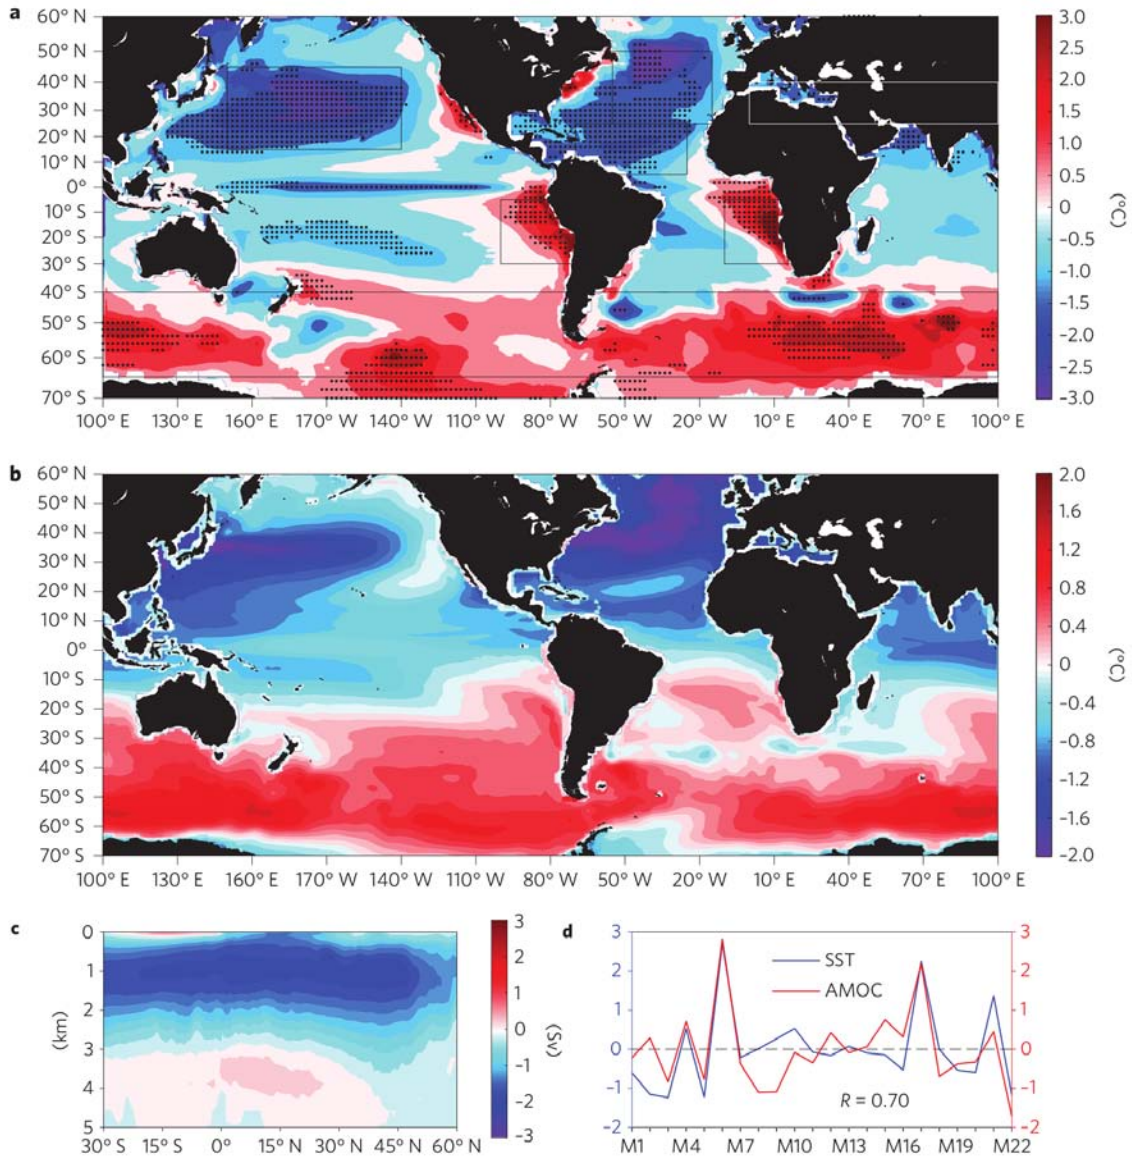 a
60° N
50° N
40° N
30° N
20° N
10° N
0°
10° S
20° S
30° S
40° S
50° S
60° S
70° S
100° E 130° E 160° E 170° W 140° W 110° W 80° W 50° W 20° W 10° E 40° E 70° E 100° E
3.0
2.5
2.0
1.5
1.0
0.5
0
−0.5
−1.0
−1.5
−2.0
−2.5
−3.0
(°C)
b
60° N
50° N
40° N
30° N
20° N
10° N
0°
10° S
20° S
30° S
40° S
50° S
60° S
70° S
100° E 130° E 160° E 170° W 140° W 110° W 80° W 50° W 20° W 10° E 40° E 70° E 100° E
2.0
1.6
1.2
0.8
0.4
0
−0.4
−0.8
−1.2
−1.6
−2.0
(°C)
c
0
1
2
3
4
5
(km)
30° S 15° S 0° 15° N 30° N 45° N 60° N
3
2
1
0
−1
−2
−3
(Sv)
d
3
2
1
0
−1
−2
SST
AMOC
R = 0.70
3
2
1
0
−1
−2
M1 M4 M7 M10 M13 M16 M19 M22